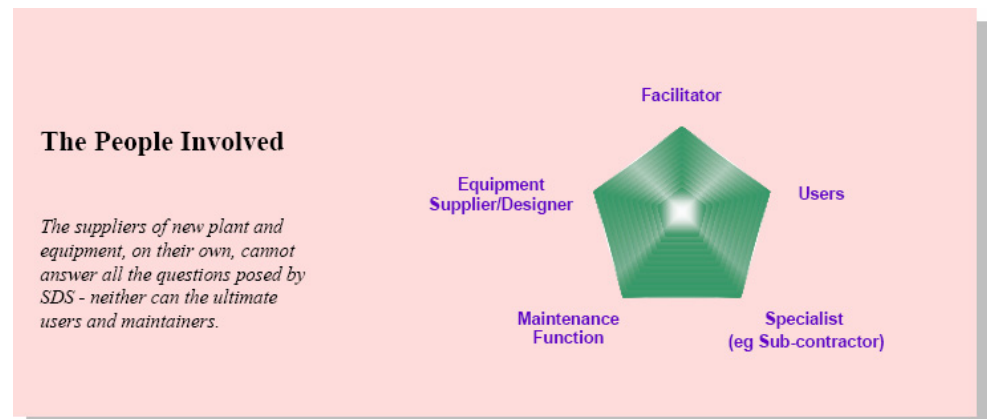 The People Involved
The suppliers of new plant and
equipment, on their own, cannot
answer all the questions posed by
SDS - neither can the ultimate
users and maintainers.
Facilitator
Equipment
Supplier/Designer
Users
Maintenance
Function
Specialist
(eg Sub-contractor)